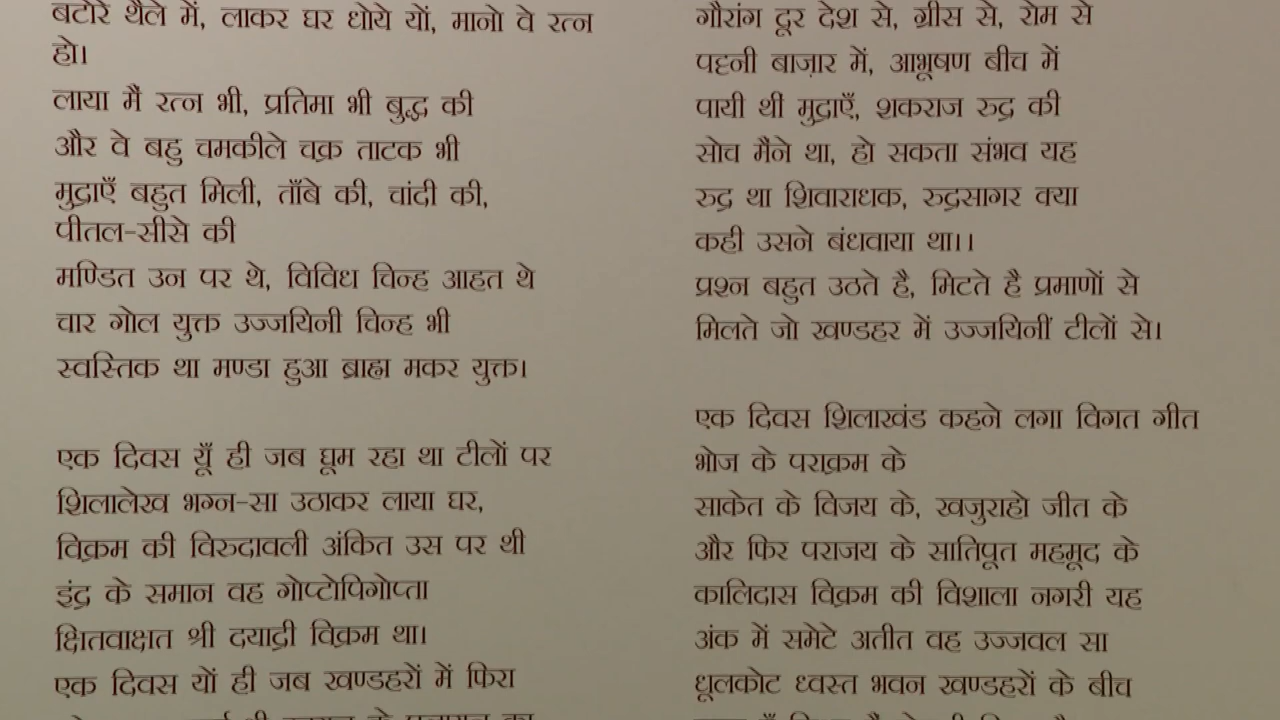 बटोरे थैले में, लाकर घर धोये यों, मानो वे रत्न
हो।
लाया मै रत्न भी, प्रतिमा भी बुद्ध की
और वे बहु चमकीले चक्र ताटक भी
मुद्राएँ बहुत मिली, ताँबे की, चांदी की,
पीतल-सीसे की
मण्डित उन पर थे, विविध चिन्ह आहत थे
चार गोल युक्त उज्जयिनी चिन्ह भी
स्वस्तिक था मण्डा हुआ ब्राह्म मकर युक्त।
एक दिवस यूँ ही जब घूम रहा था टीलों पर
शिलालेख भग्न-सा उठाकर लाया घर,
विक्रम की विरुदावली अंकित उस पर थी
इंद्र के समान वह गोप्टोपिगोप्ता
क्षितवाक्षत श्री दयाद्री विक्रम था।
एक दिवस यों ही जब खण्डहरों में फिरा
गौरांग दूर देश से, ग्रीस से, रोम से
पट्टनी बाज़ार में, आभूषण बीच में
पायी थी मुद्राएँ, शकराज रुद्र की
सोच मैने था, हो सकता संभव यह
रुद्र था शिवाराधक, रुद्रसागर क्या
कही उसने बंधवाया था।।
प्रश्न बहुत उठते है, मिटते है प्रमाणों से
मिलते जो खण्डहर में उज्जयिनीं टीलों से।
एक दिवस शिलाखंड कहने लगा विगत गीत
भोज के पराक्रम के
साकेत के विजय के, खजुराहो जीत के
और फिर पराजय के सातिपूत महमूद के
कालिदास विक्रम की विशाला नगरी यह
अंक में समेटे अतीत वह उज्जवल सा
धूलकोट ध्वस्त भवन खण्डहरों के बीच